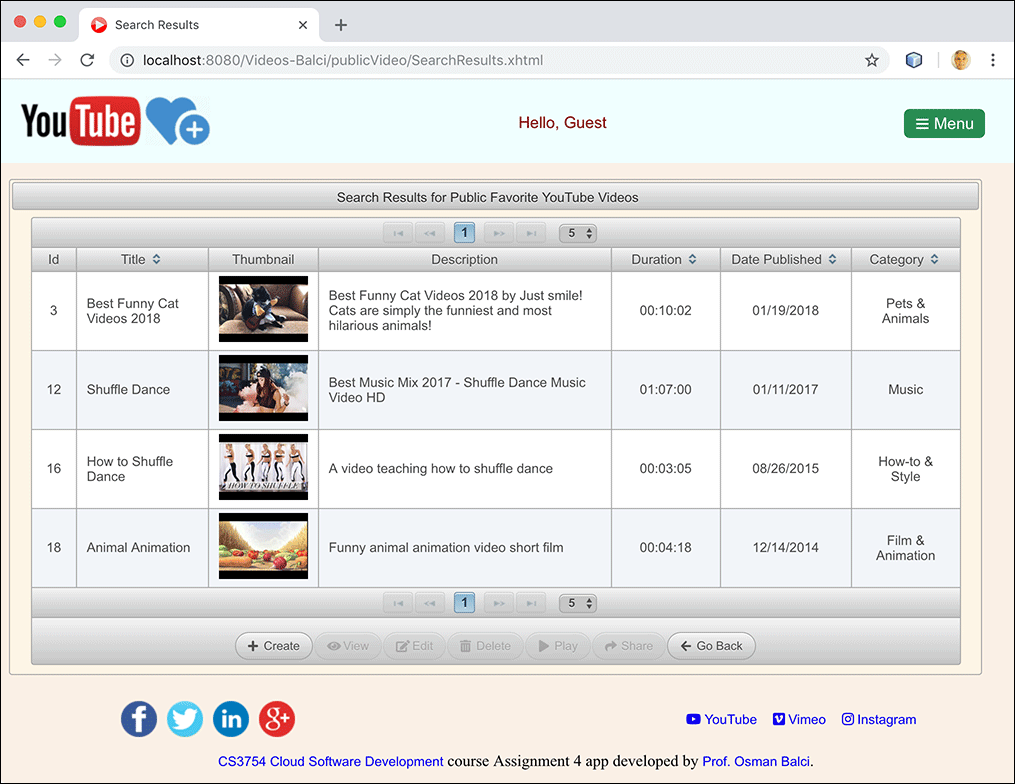 Search Results
localhost:8080/Videos-Balci/publicVideo/SearchResults.xhtml
YouTube
Hello, Guest
Menu
Search Results for Public Favorite YouTube Videos
1 5
Id Title Thumbnail Description Duration Date Published Category
3 Best Funny Cat Videos 2018 Best Funny Cat Videos 2018 by Just smile! Cats are simply the funniest and most hilarious animals! 00:10:02 01/19/2018 Pets & Animals
12 Shuffle Dance Best Music Mix 2017 - Shuffle Dance Music Video HD 01:07:00 01/11/2017 Music
16 How to Shuffle Dance HOW TO SHUFFLE A video teaching how to shuffle dance 00:03:05 08/26/2015 How-to & Style
18 Animal Animation Funny animal animation video short film 00:04:18 12/14/2014 Film & Animation
1 5
Create View Edit Delete Play Share Go Back
f in g+ YouTube Vimeo Instagram
CS3754 Cloud Software Development course Assignment 4 app developed by Prof. Osman Balci.